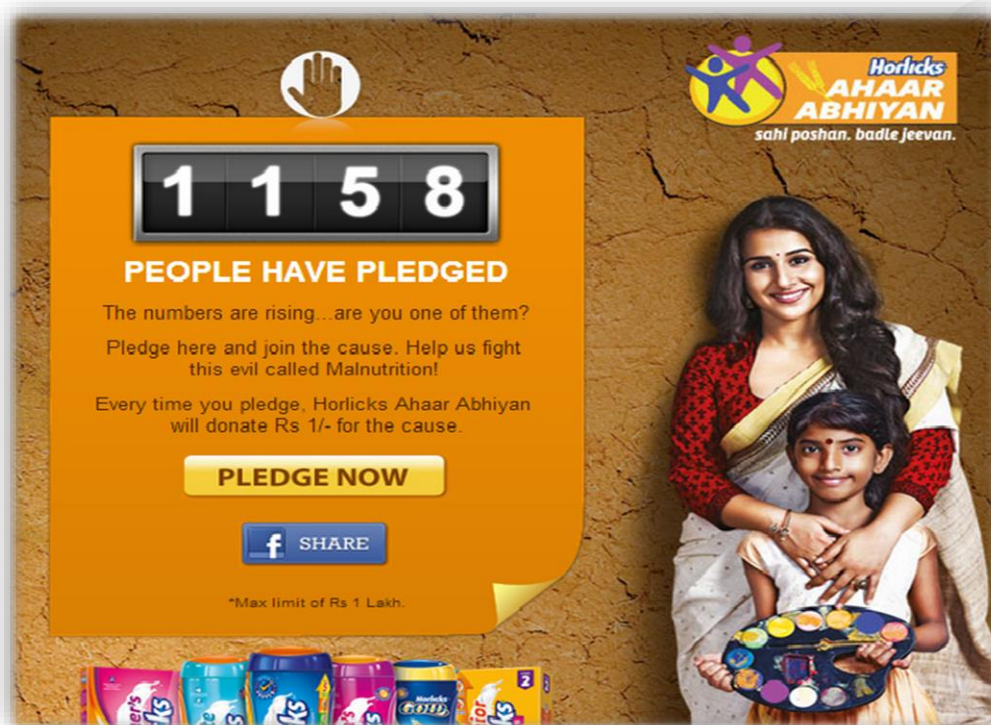 Horlicks
AHAAR
ABHIYAN
sahi poshan. badle jeevan.
1158
PEOPLE HAVE PLEDGED
The numbers are rising...are you one of them?
Pledge here and join the cause. Help us fight
this evil called Malnutrition!
Every time you pledge, Horlicks Ahaar Abhiyan
will donate Rs 1/- for the cause.
PLEDGE NOW
f SHARE
*Max limit of Rs 1 Lakh.
Horlicks
GOLD
2